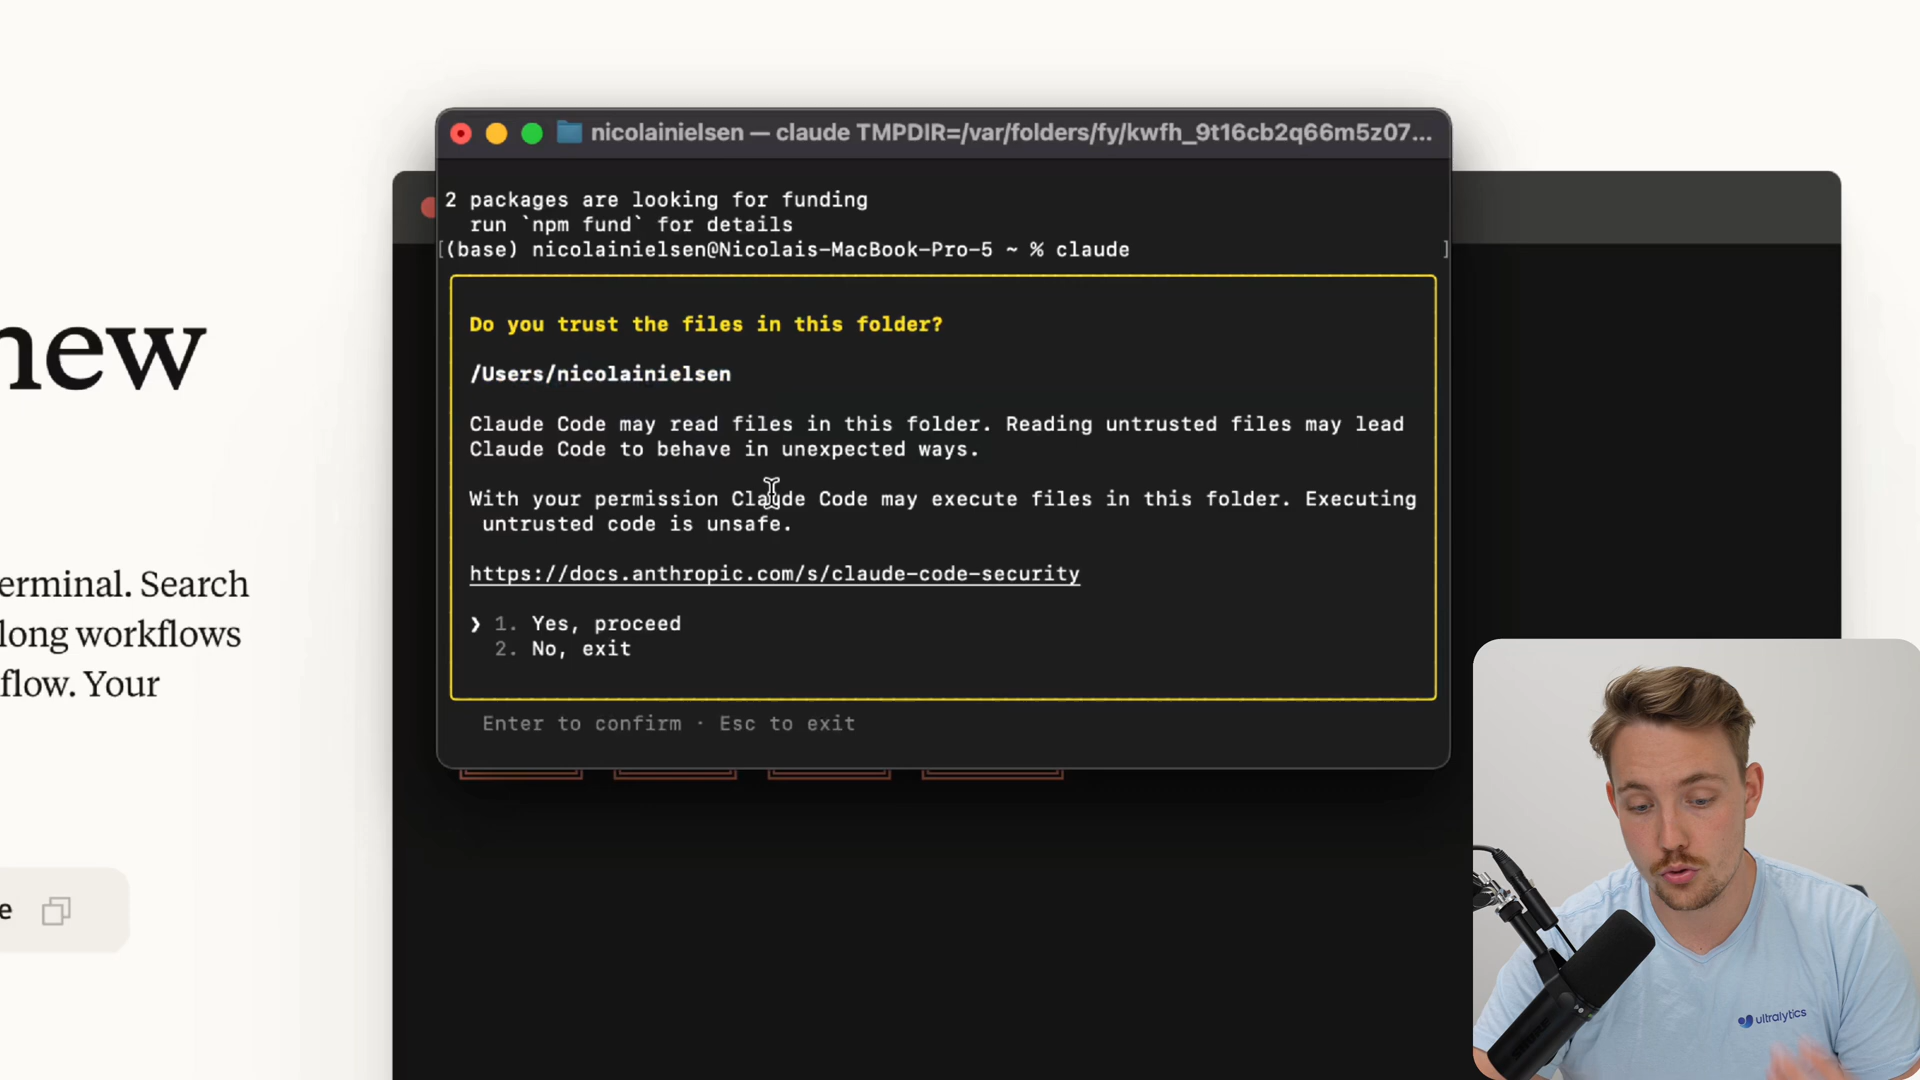 nicolainielsen — claude TMPDIR=/var/folders/fy/kwfh_9t16cb2q66m5z07...
2 packages are looking for funding
run `npm fund` for details
[(base) nicolainielsen@Nicolais-MacBook-Pro-5 ~ % claude ]
Do you trust the files in this folder?
/Users/nicolainielsen
Claude Code may read files in this folder. Reading untrusted files may lead
Claude Code to behave in unexpected ways.
With your permission Claude Code may execute files in this folder. Executing
untrusted code is unsafe.
https://docs.anthropic.com/s/claude-code-security
❯ 1. Yes, proceed
2. No, exit
Enter to confirm · Esc to exit
new
erminal. Search
long workflows
flow. Your
e
ultralytics